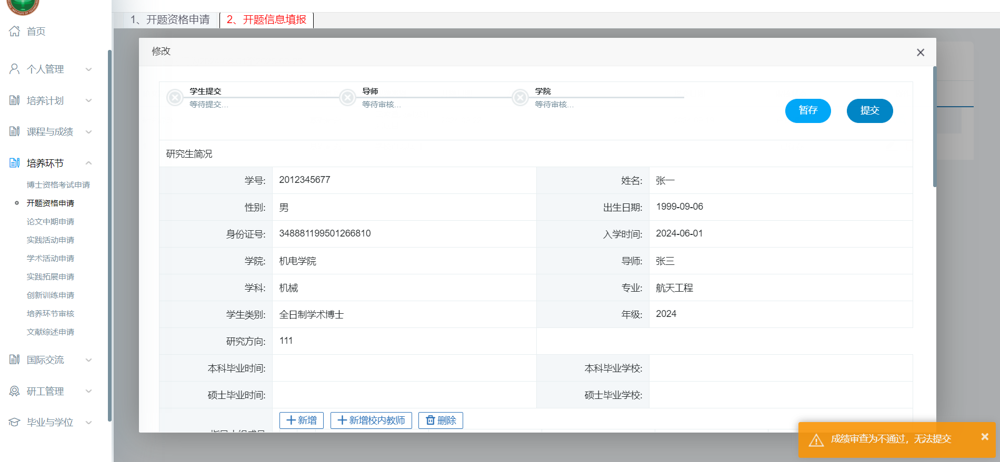 1、开题资格申请
2、开题信息填报
首页
个人管理
培养计划
课程与成绩
培养环节
博士资格考试申请
开题资格申请
论文中期申请
实践活动申请
学术活动申请
实践拓展申请
创新训练申请
培养环节审核
文献综述申请
国际交流
研工管理
毕业与学位
修改
学生提交
等待提交...
导师
等待审核...
学院
等待审核...
暂存
提交
研究生简况
学号: 2012345677 姓名: 张一
性别: 男 出生日期: 1999-09-06
身份证号: 348881199501266810 入学时间: 2024-06-01
学院: 机电学院 导师: 张三
学科: 机械 专业: 航天工程
学生类别: 全日制学术博士 年级: 2024
研究方向: 111
本科毕业时间: 本科毕业学校:
硕士毕业时间: 硕士毕业学校:
新增 新增校内教师 删除
成绩审查为不通过，无法提交